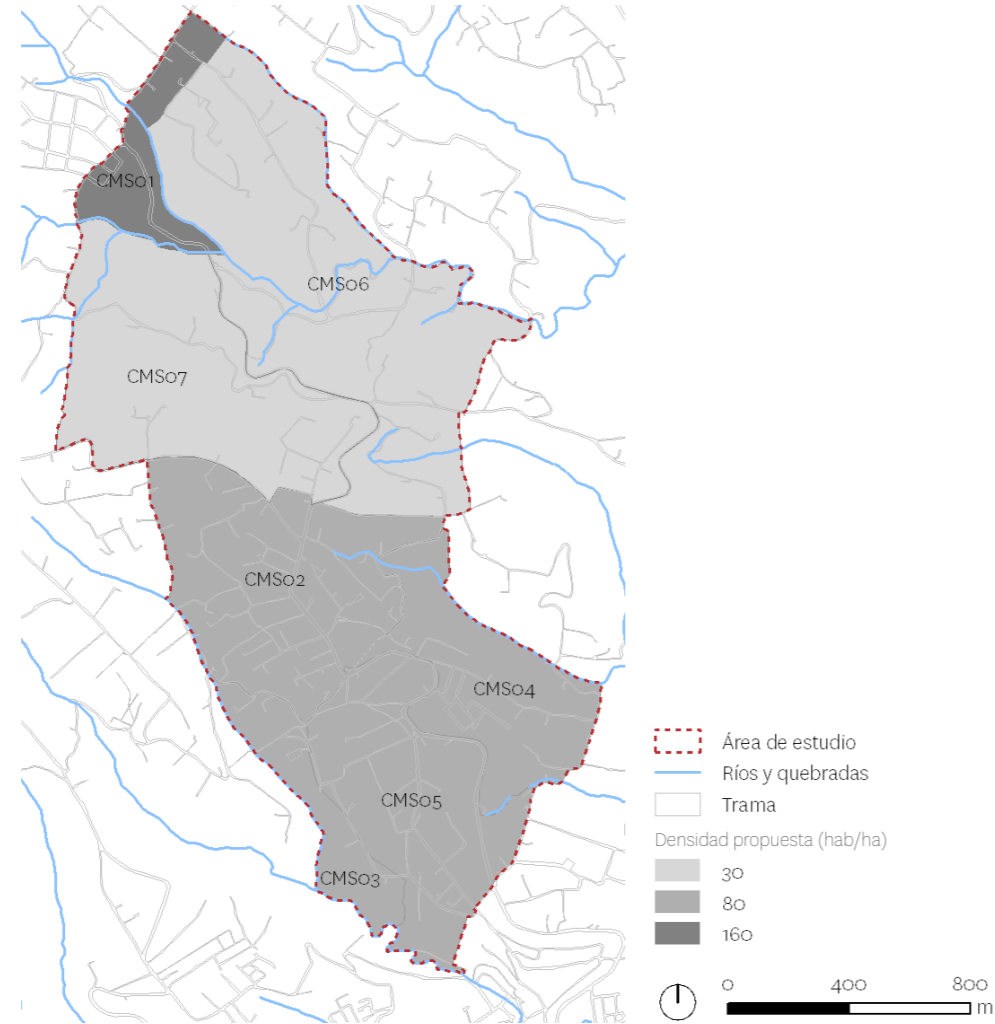 CMS01
CMS06
CMS07
CMS02
CMS04
CMS05
CMS03
Área de estudio
Ríos y quebradas
Trama
Densidad propuesta (hab/ha)
30
80
160
0 400 800
m